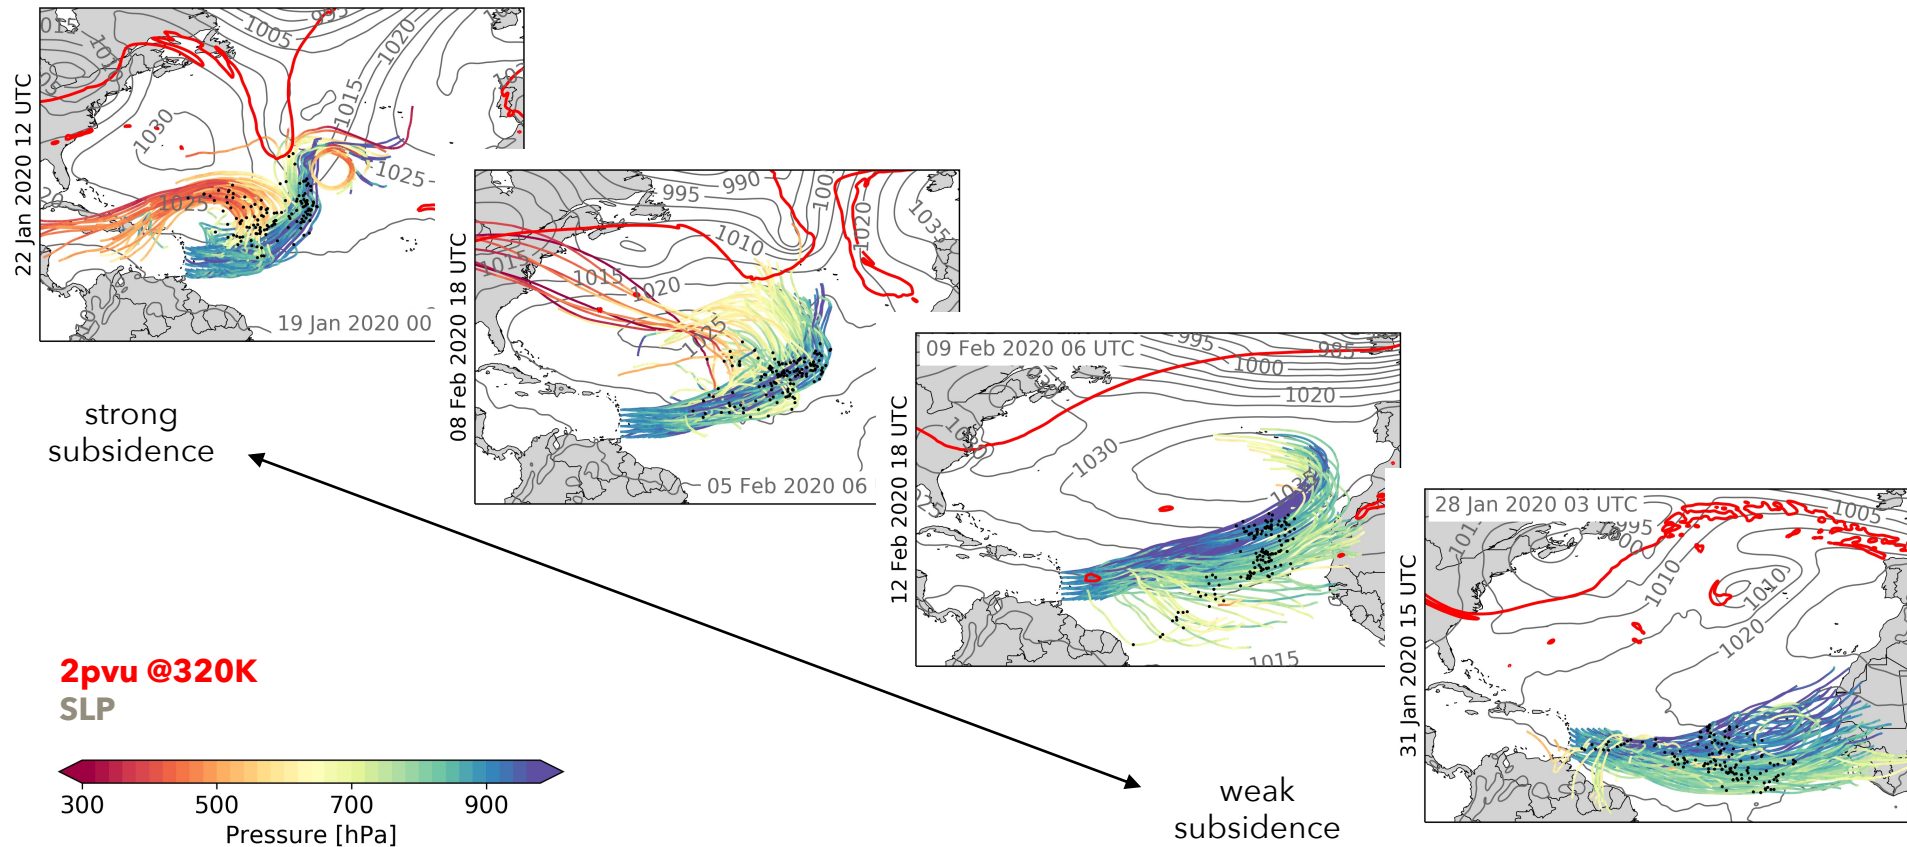 22 Jan 2020 12 UTC
1005
1020
1015
1030
1025
1025
19 Jan 2020 00
08 Feb 2020 18 UTC
990
995
1010
1020
1035
1015
1020
1025
05 Feb 2020 06
12 Feb 2020 18 UTC
09 Feb 2020 06 UTC
995
985
1000
1020
1030
1015
31 Jan 2020 15 UTC
28 Jan 2020 03 UTC
995
1005
1010
1010
1020
strong
subsidence
weak
subsidence
2pvu @320K
SLP
300 500 700 900
Pressure [hPa]